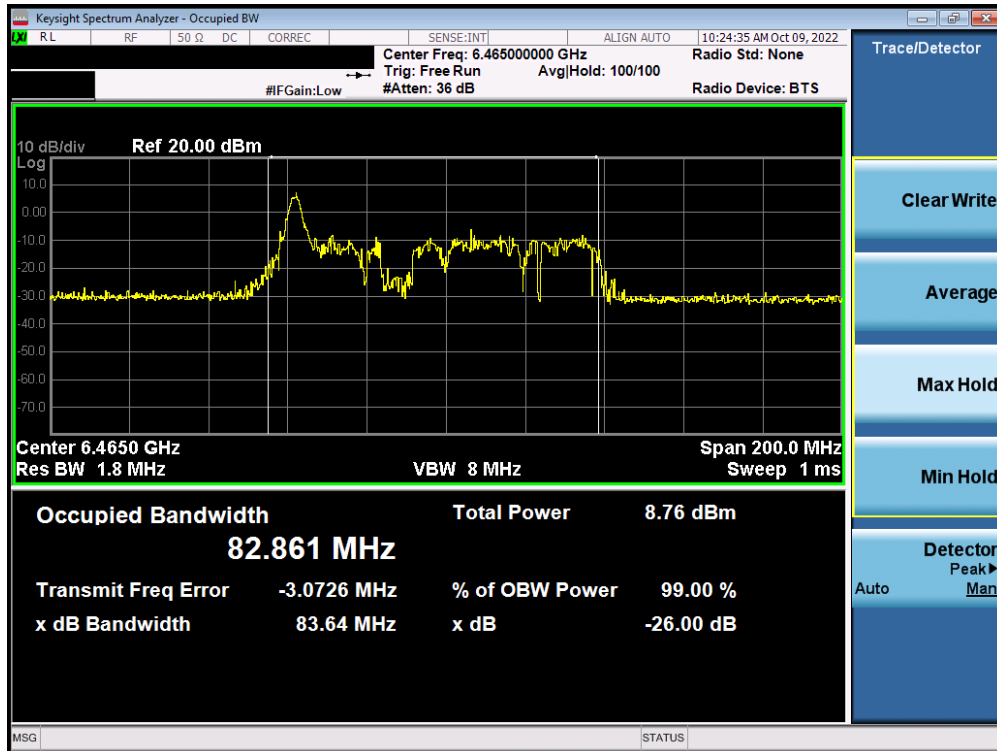 Keysight Spectrum Analyzer - Occupied BW
LXI RL RF 50 Ω DC CORREC SENSE:INT ALIGN AUTO 10:24:35 AM Oct 09, 2022
Center Freq: 6.465000000 GHz Radio Std: None
Trig: Free Run Avg|Hold: 100/100
#IFGain:Low #Atten: 36 dB Radio Device: BTS
10 dB/div Ref 20.00 dBm
Log
10.0
0.00
-10.0
-20.0
-30.0
-40.0
-50.0
-60.0
-70.0
Center 6.4650 GHz Span 200.0 MHz
Res BW 1.8 MHz VBW 8 MHz Sweep 1 ms
Occupied Bandwidth Total Power 8.76 dBm
82.861 MHz
Transmit Freq Error -3.0726 MHz % of OBW Power 99.00 %
x dB Bandwidth 83.64 MHz x dB -26.00 dB
MSG STATUS
Trace/Detector
Clear Write
Average
Max Hold
Min Hold
Detector
Peak▶
Auto Man